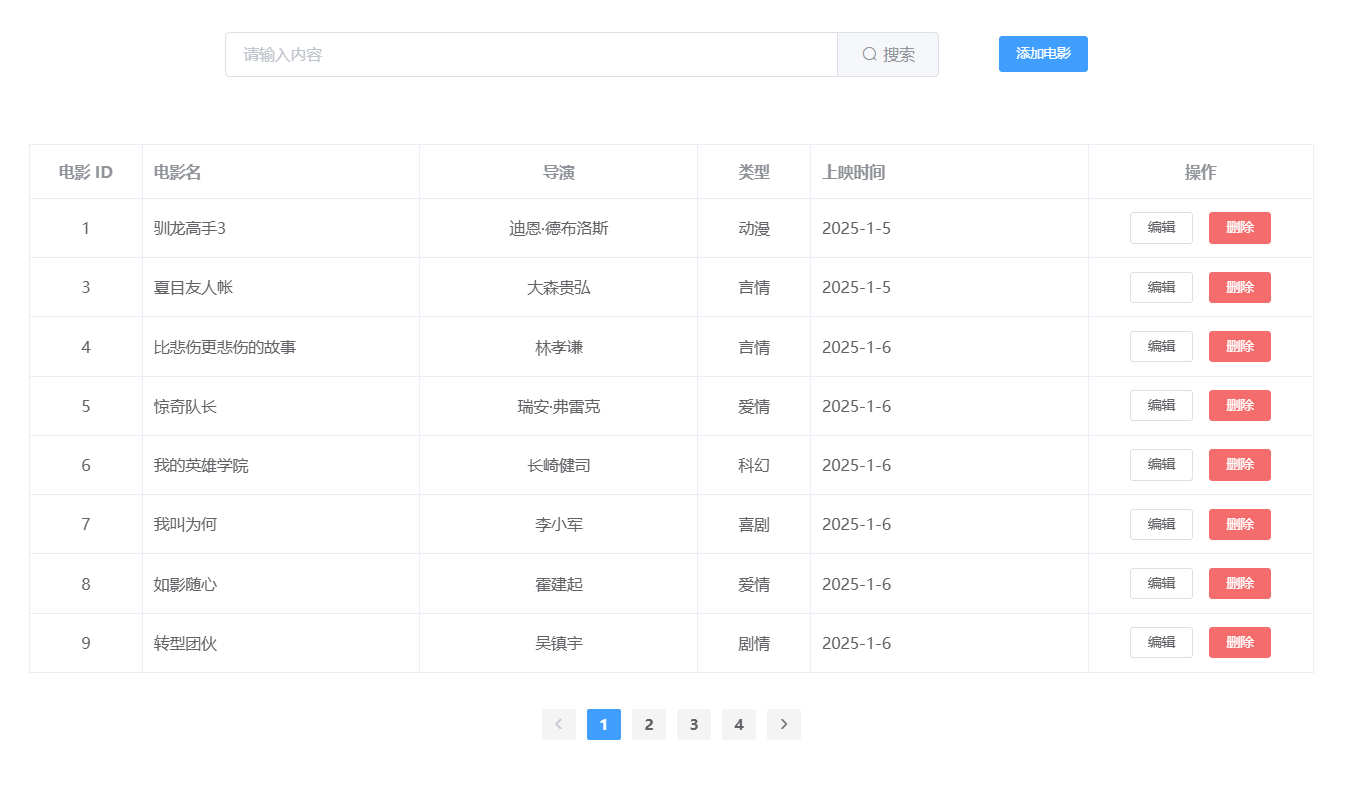 请输入内容 搜索 添加电影
电影 ID 电影名 导演 类型 上映时间 操作
1 驯龙高手3 迪恩·德布洛斯 动漫 2025-1-5 编辑 删除
3 夏目友人帐 大森贵弘 言情 2025-1-5 编辑 删除
4 比悲伤更悲伤的故事 林孝谦 言情 2025-1-6 编辑 删除
5 惊奇队长 瑞安·弗雷克 爱情 2025-1-6 编辑 删除
6 我的英雄学院 长崎健司 科幻 2025-1-6 编辑 删除
7 我叫为何 李小军 喜剧 2025-1-6 编辑 删除
8 如影随心 霍建起 爱情 2025-1-6 编辑 删除
9 转型团伙 吴镇宇 剧情 2025-1-6 编辑 删除
1 2 3 4